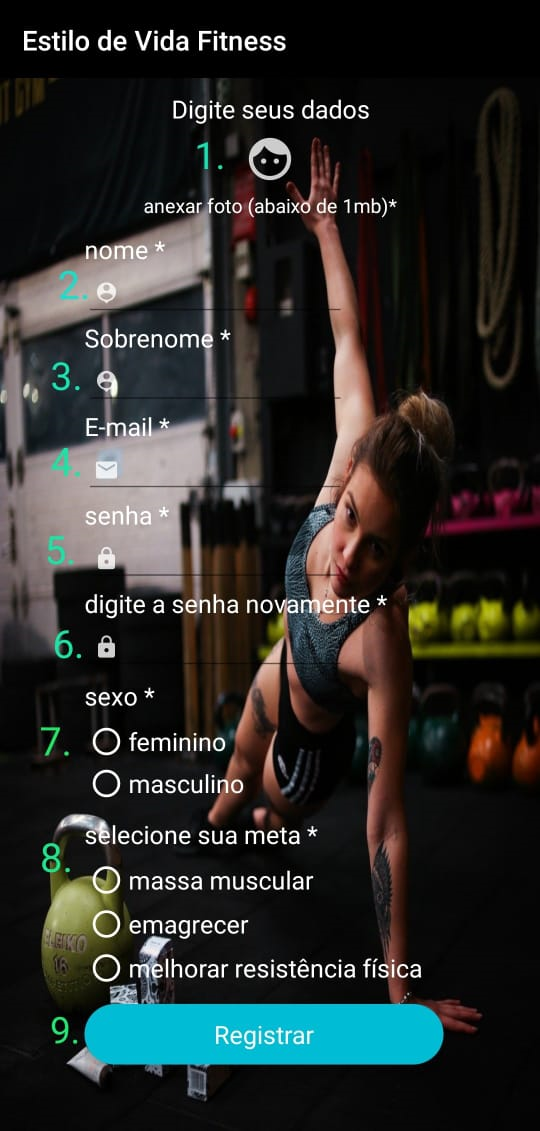 Estilo de Vida Fitness
Digite seus dados
1.
anexar foto (abaixo de 1mb)*
nome *
2.
Sobrenome *
3.
E-mail *
4.
senha *
5.
digite a senha novamente *
6.
sexo *
7. feminino
masculino
8. selecione sua meta *
massa muscular
emagrecer
melhorar resistência física
9. Registrar
ELEIKO
16